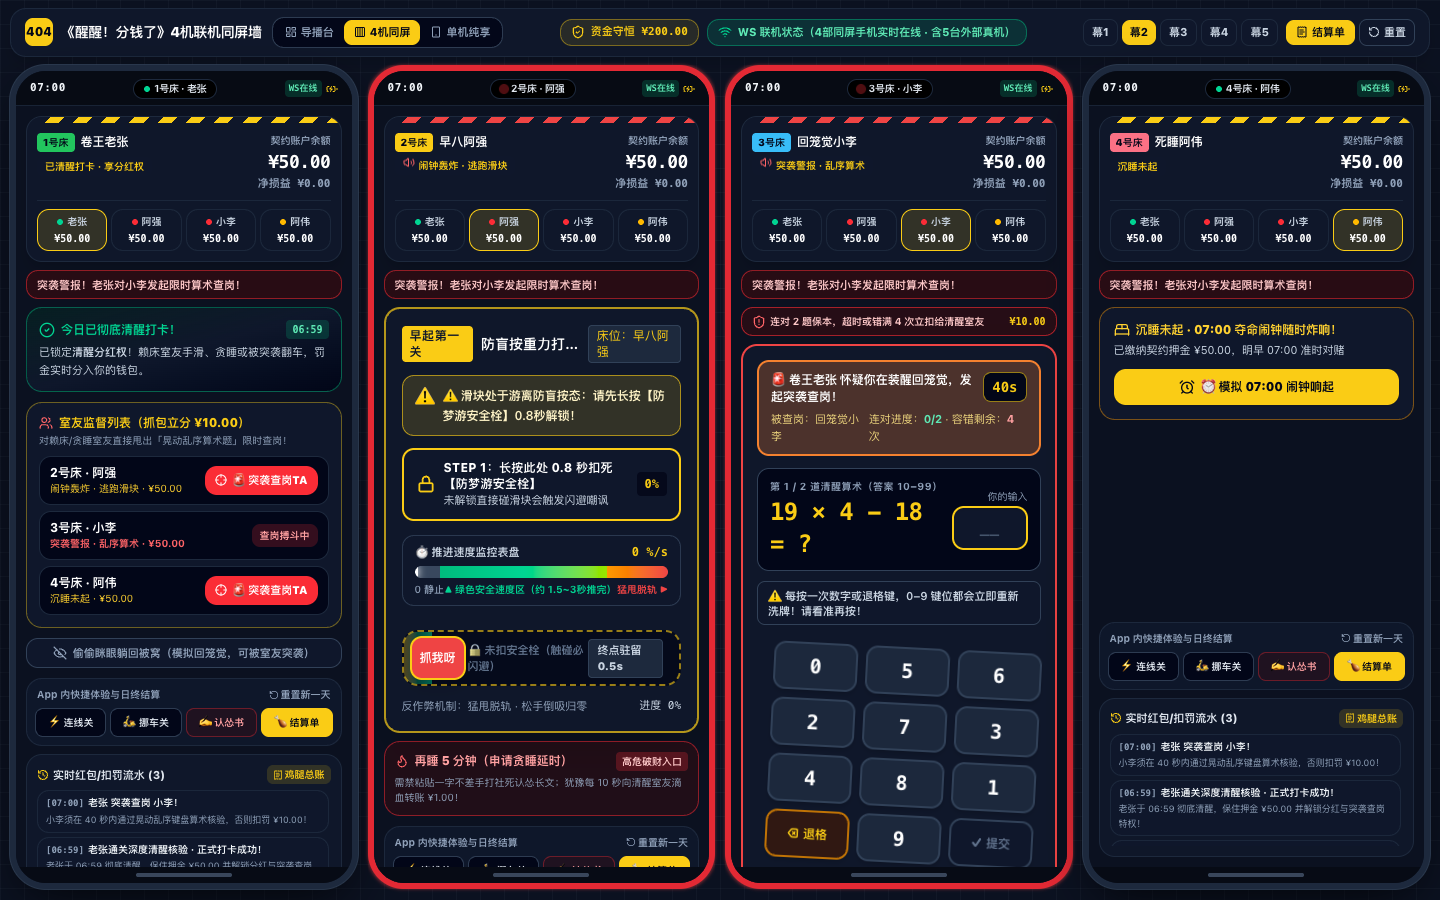 404 《醒醒！分钱了》4机联机同屏墙 导播台 4机同屏 单机纯享 资金守恒 ¥200.00 WS 联机状态（4部同屏手机实时在线 · 含5台外部真机） 幕1 幕2 幕3 幕4 幕5 结算单 重置
07:00 1号床 · 老张 WS在线
1号床 卷王老张 契约账户余额
已清醒打卡 · 享分红权 ¥50.00
净损益 ¥0.00
老张 阿强 小李 阿伟
¥50.00 ¥50.00 ¥50.00 ¥50.00
突袭警报！老张对小李发起限时算术查岗！
今日已彻底清醒打卡！ 06:59
已锁定清醒分红权！赖床室友手滑、贪睡或被突袭翻车，罚
金实时分入你的钱包。
室友监督列表（抓包立分 ¥10.00）
对赖床/贪睡室友直接甩出「晃动乱序算术题」限时查岗！
2号床 · 阿强
闹钟轰炸 · 逃跑滑块 · ¥50.00
🚨 突袭查岗TA
3号床 · 小李
突袭警报 · 乱序算术 · ¥50.00
查岗搏斗中
4号床 · 阿伟
沉睡未起 · ¥50.00
🚨 突袭查岗TA
偷偷眯眼躺回被窝（模拟回笼觉，可被室友突袭）
App 内快捷体验与日终结算 重置新一天
⚡ 连线关 🛵 挪车关 认怂书 🍗 结算单
实时红包/扣罚流水 (3) 鸡腿总账
[07:00] 老张 突袭查岗 小李！
小李须在 40 秒内通过晃动乱序键盘算术核验，否则扣罚 ¥10.00！
[06:59] 老张通关深度清醒核验 · 正式打卡成功！
老张于 06:59 彻底清醒，保住押金 ¥50.00 并解锁分红与突袭查岗
07:00 2号床 · 阿强 WS在线
2号床 早八阿强 契约账户余额
闹钟轰炸 · 逃跑滑块 ¥50.00
净损益 ¥0.00
老张 阿强 小李 阿伟
¥50.00 ¥50.00 ¥50.00 ¥50.00
突袭警报！老张对小李发起限时算术查岗！
早起第一
关
防盲按重力打...
床位：早八阿
强
⚠️ 滑块处于游离防盲按态：请先长按【防
梦游安全栓】0.8秒解锁！
STEP 1：长按此处 0.8 秒扣死
【防梦游安全栓】
未解锁直接碰滑块会触发闪避嘲讽
0%
⏱️ 推进速度监控表盘 0 %/s
0 静止 ▲ 绿色安全速度区（约 1.5~3秒推完） 猛甩脱轨 ▶
抓我呀
🔒 未扣安全栓（触碰必
闪避）
终点驻留
0.5s
反作弊机制：猛甩脱轨 · 松手倒吸归零 进度 0%
再睡 5 分钟（申请贪睡延时） 高危破财入口
需禁粘贴一字不差手打社死认怂长文；犹豫每 10 秒向清醒室友滴
血转账 ¥1.00！
App 内快捷体验与日终结算 重置新一天
07:00 3号床 · 小李 WS在线
3号床 回笼觉小李 契约账户余额
突袭警报 · 乱序算术 ¥50.00
净损益 ¥0.00
老张 阿强 小李 阿伟
¥50.00 ¥50.00 ¥50.00 ¥50.00
突袭警报！老张对小李发起限时算术查岗！
连对 2 题保本，超时或错满 4 次立扣给清醒室友 ¥10.00
🚨 卷王老张 怀疑你在装醒回笼觉，发
起突袭算术查岗！
40s
被查岗：回笼觉小
李
连对进度：0/2 · 容错剩余：4
次
第 1 / 2 道清醒算术（答案 10-99）
19 × 4 − 18
= ?
你的输入
__
⚠️ 每按一次数字或退格键，0-9 键位都会立即重新
洗牌！请看准再按！
0 5 6
2 7 3
4 8 1
退格 9 ✓ 提交
07:00 4号床 · 阿伟 WS在线
4号床 死睡阿伟 契约账户余额
沉睡未起 ¥50.00
净损益 ¥0.00
老张 阿强 小李 阿伟
¥50.00 ¥50.00 ¥50.00 ¥50.00
突袭警报！老张对小李发起限时算术查岗！
沉睡未起 · 07:00 夺命闹钟随时炸响！
已缴纳契约押金 ¥50.00，明早 07:00 准时对赌
⏰ 模拟 07:00 闹钟响起
App 内快捷体验与日终结算 重置新一天
⚡ 连线关 🛵 挪车关 认怂书 🍗 结算单
实时红包/扣罚流水 (3) 鸡腿总账
[07:00] 老张 突袭查岗 小李！
小李须在 40 秒内通过晃动乱序键盘算术核验，否则扣罚 ¥10.00！
[06:59] 老张通关深度清醒核验 · 正式打卡成功！
老张于 06:59 彻底清醒，保住押金 ¥50.00 并解锁分红与突袭查岗
特权！